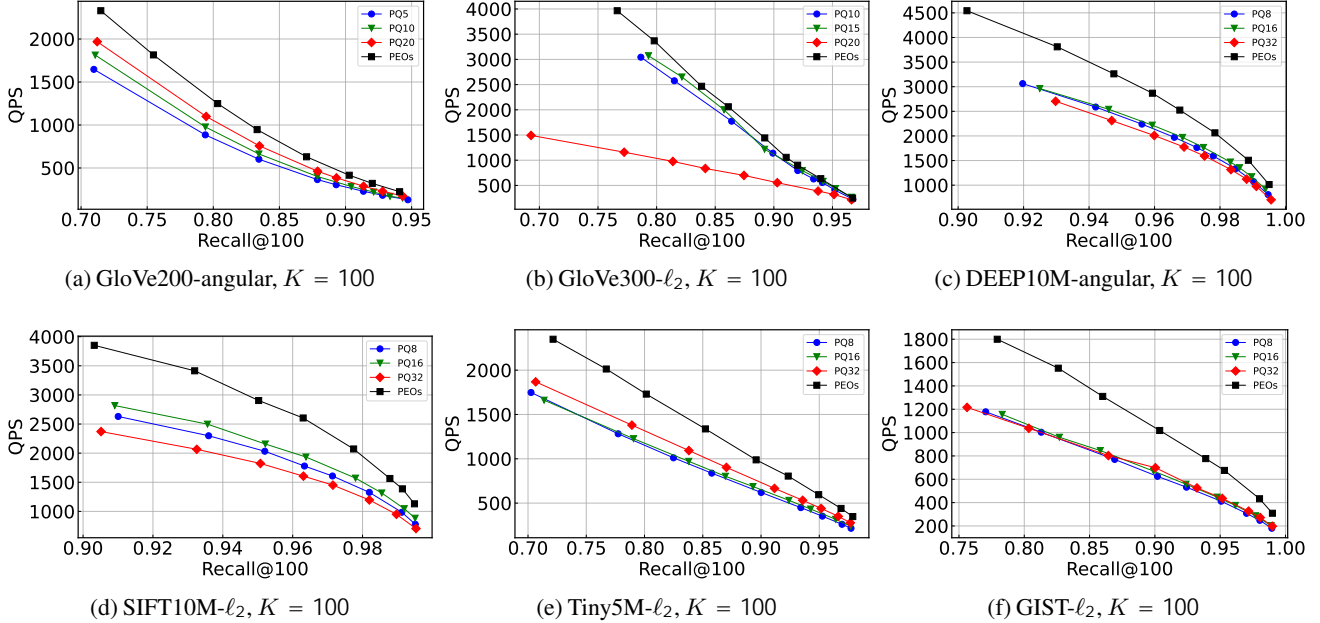 2000
1500
1000
500
QPS
0.70 0.75 0.80 0.85 0.90 0.95
Recall@100
PQ5
PQ10
PQ20
PEOs
(a) GloVe200-angular, K = 100
4000
3500
3000
2500
2000
1500
1000
500
QPS
0.70 0.75 0.80 0.85 0.90 0.95
Recall@100
PQ10
PQ15
PQ20
PEOs
(b) GloVe300-ℓ₂, K = 100
4500
4000
3500
3000
2500
2000
1500
1000
QPS
0.90 0.92 0.94 0.96 0.98 1.00
Recall@100
PQ8
PQ16
PQ32
PEOs
(c) DEEP10M-angular, K = 100
4000
3500
3000
2500
2000
1500
1000
QPS
0.90 0.92 0.94 0.96 0.98
Recall@100
PQ8
PQ16
PQ32
PEOs
(d) SIFT10M-ℓ₂, K = 100
2000
1500
1000
500
QPS
0.70 0.75 0.80 0.85 0.90 0.95
Recall@100
PQ8
PQ16
PQ32
PEOs
(e) Tiny5M-ℓ₂, K = 100
1800
1600
1400
1200
1000
800
600
400
200
QPS
0.75 0.80 0.85 0.90 0.95 1.00
Recall@100
PQ8
PQ16
PQ32
PEOs
(f) GIST-ℓ₂, K = 100